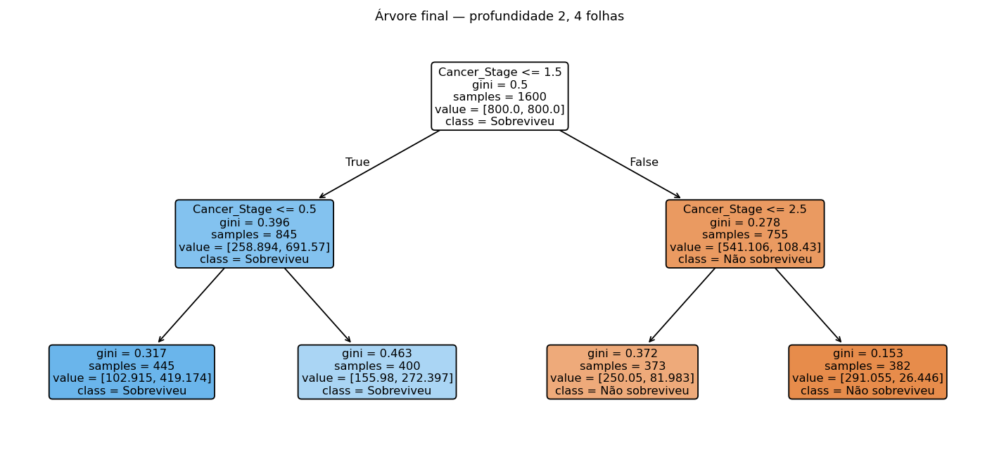 Árvore final — profundidade 2, 4 folhas
Cancer_Stage <= 1.5
gini = 0.5
samples = 1600
value = [800.0, 800.0]
class = Sobreviveu
True
False
Cancer_Stage <= 0.5
gini = 0.396
samples = 845
value = [258.894, 691.57]
class = Sobreviveu
Cancer_Stage <= 2.5
gini = 0.278
samples = 755
value = [541.106, 108.43]
class = Não sobreviveu
gini = 0.317
samples = 445
value = [102.915, 419.174]
class = Sobreviveu
gini = 0.463
samples = 400
value = [155.98, 272.397]
class = Sobreviveu
gini = 0.372
samples = 373
value = [250.05, 81.983]
class = Não sobreviveu
gini = 0.153
samples = 382
value = [291.055, 26.446]
class = Não sobreviveu